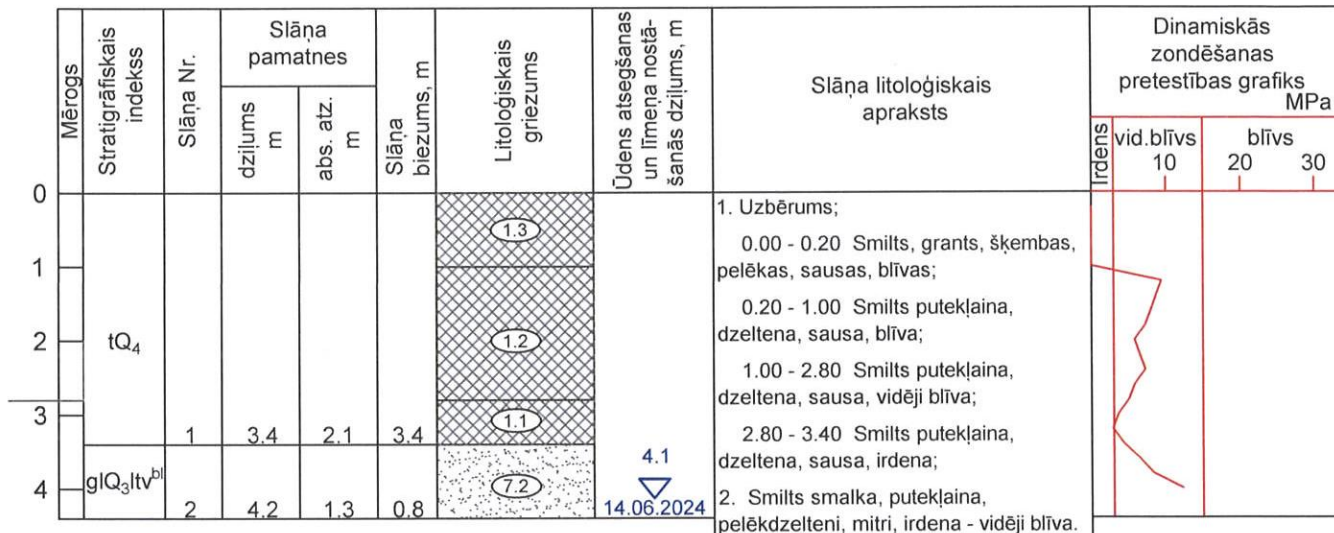 Mērogs
Stratigrāfiskais
indekss
Slāņa Nr.
Slāņa
pamatnes
dziļums
m
abs. atz.
m
Slāņa
biezums, m
Litoloģiskais
griezums
Ūdens atsegšanas
un līmeņa nostā-
šanās dziļums, m
Slāņa litoloģiskais
apraksts
Dinamiskās
zondēšanas
pretestības grafiks
MPa
Irdens
vid.blīvs
blīvs
10 20 30
0
1
2
3
4
tQ₄
1 3.4 2.1 3.4
glQ₃ltvᵇˡ
2 4.2 1.3 0.8
1.3
1.2
1.1
7.2
4.1
14.06.2024
1. Uzbērums;
0.00 - 0.20 Smilts, grants, šķembas,
pelēkas, sausas, blīvas;
0.20 - 1.00 Smilts putekļaina,
dzeltena, sausa, blīva;
1.00 - 2.80 Smilts putekļaina,
dzeltena, sausa, vidēji blīva;
2.80 - 3.40 Smilts putekļaina,
dzeltena, sausa, irdena;
2. Smilts smalka, putekļaina,
pelēkdzelteni, mitri, irdena - vidēji blīva.